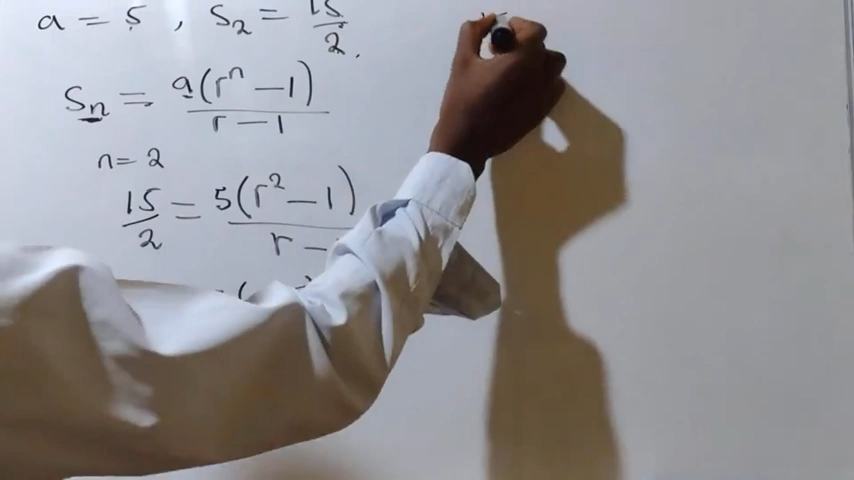 a = 5 , S₂ = 15/2 .
Sₙ = a(rⁿ − 1) / r − 1
n = 2
15/2 = 5(r² − 1) / r −